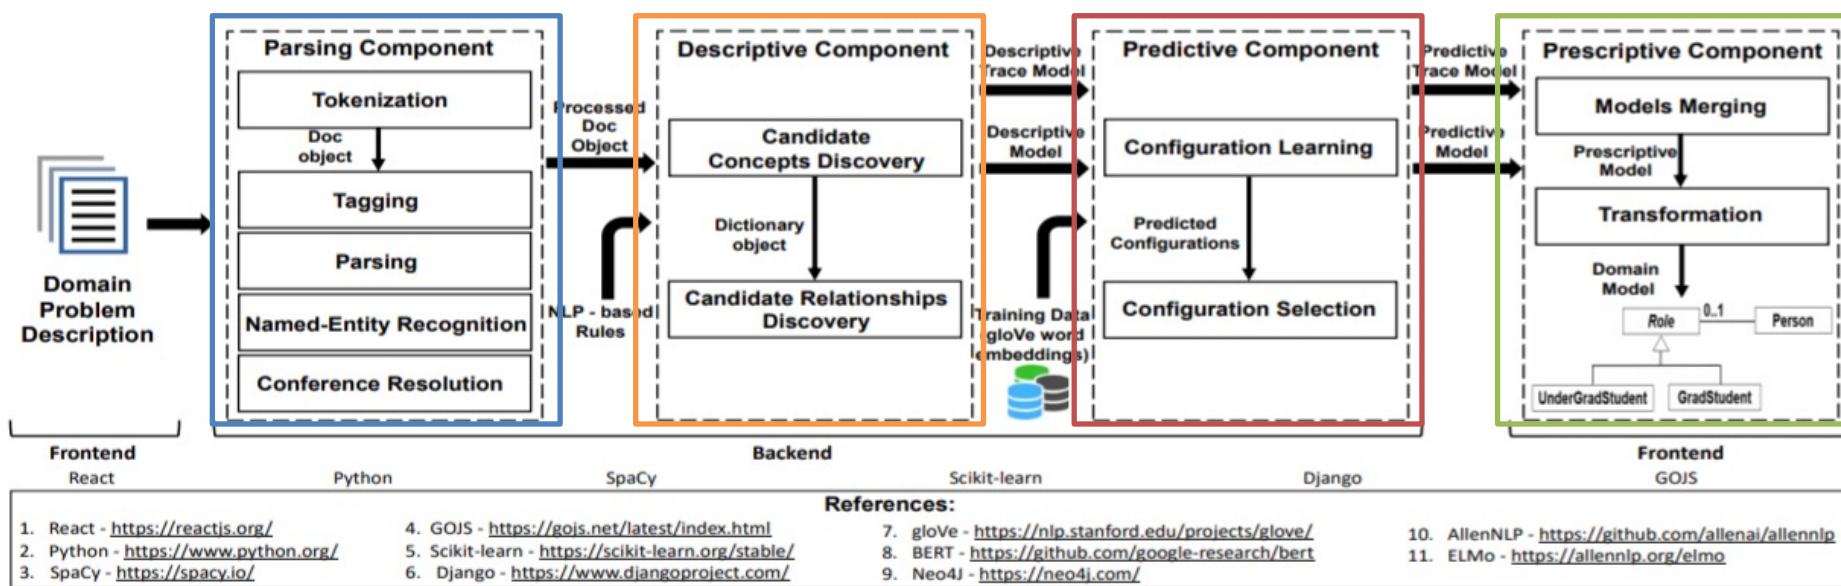 Domain
Problem
Description
Parsing Component
Tokenization
Doc
object
Tagging
Parsing
Named-Entity Recognition
Conference Resolution
Processed
Doc
Object
NLP - based
Rules
Descriptive Component
Candidate
Concepts Discovery
Dictionary
object
Candidate Relationships
Discovery
Descriptive
Trace Model
Descriptive
Model
Training Data
(gloVe word
embeddings)
Predictive Component
Configuration Learning
Predicted
Configurations
Configuration Selection
Predictive
Trace Model
Predictive
Model
Prescriptive Component
Models Merging
Prescriptive
Model
Transformation
Domain
Model
Role
0..1
Person
UnderGradStudent
GradStudent
Frontend
Backend
Frontend
React
Python
SpaCy
Scikit-learn
Django
GOJS
References:
1. React - https://reactjs.org/
2. Python - https://www.python.org/
3. SpaCy - https://spacy.io/
4. GOJS - https://gojs.net/latest/index.html
5. Scikit-learn - https://scikit-learn.org/stable/
6. Django - https://www.djangoproject.com/
7. gloVe - https://nlp.stanford.edu/projects/glove/
8. BERT - https://github.com/google-research/bert
9. Neo4J - https://neo4j.com/
10. AllenNLP - https://github.com/allenai/allennlp
11. ELMo - https://allennlp.org/elmo